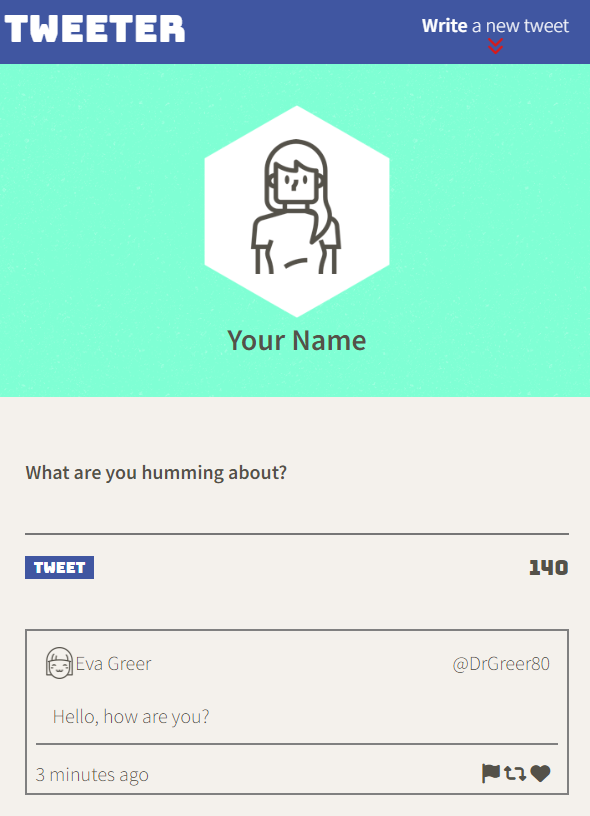 TWEETER
Write a new tweet
Your Name
What are you humming about?
TWEET
140
Eva Greer
@DrGreer80
Hello, how are you?
3 minutes ago